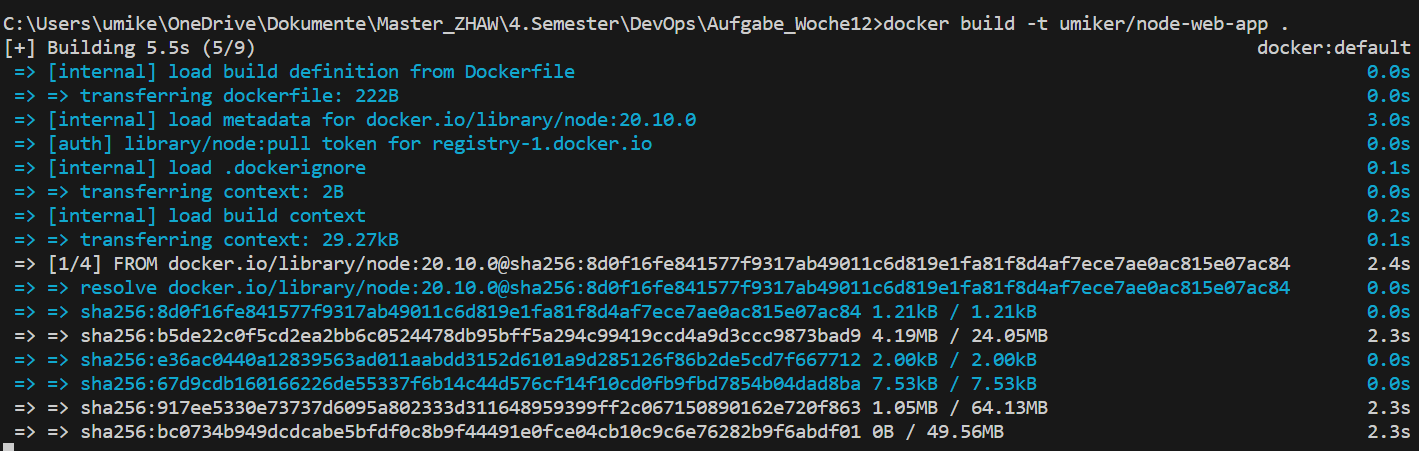 C:\Users\umike\OneDrive\Dokumente\Master_ZHAW\4.Semester\DevOps\Aufgabe_Woche12>docker build -t umiker/node-web-app .
[+] Building 5.5s (5/9) docker:default
=> [internal] load build definition from Dockerfile 0.0s
=> => transferring dockerfile: 222B 0.0s
=> [internal] load metadata for docker.io/library/node:20.10.0 3.0s
=> [auth] library/node:pull token for registry-1.docker.io 0.0s
=> [internal] load .dockerignore 0.1s
=> => transferring context: 2B 0.0s
=> [internal] load build context 0.2s
=> => transferring context: 29.27kB 0.1s
=> [1/4] FROM docker.io/library/node:20.10.0@sha256:8d0f16fe841577f9317ab49011c6d819e1fa81f8d4af7ece7ae0ac815e07ac84 2.4s
=> => resolve docker.io/library/node:20.10.0@sha256:8d0f16fe841577f9317ab49011c6d819e1fa81f8d4af7ece7ae0ac815e07ac84 0.0s
=> => sha256:8d0f16fe841577f9317ab49011c6d819e1fa81f8d4af7ece7ae0ac815e07ac84 1.21kB / 1.21kB 0.0s
=> => sha256:b5de22c0f5cd2ea2bb6c0524478db95bff5a294c99419ccd4a9d3ccc9873bad9 4.19MB / 24.05MB 2.3s
=> => sha256:e36ac0440a12839563ad011aabdd3152d6101a9d285126f86b2de5cd7f667712 2.00kB / 2.00kB 0.0s
=> => sha256:67d9cdb160166226de55337f6b14c44d576cf14f10cd0fb9fbd7854b04dad8ba 7.53kB / 7.53kB 0.0s
=> => sha256:917ee5330e73737d6095a802333d311648959399ff2c067150890162e720f863 1.05MB / 64.13MB 2.3s
=> => sha256:bc0734b949dcdcabe5bfdf0c8b9f44491e0fce04cb10c9c6e76282b9f6abdf01 0B / 49.56MB 2.3s